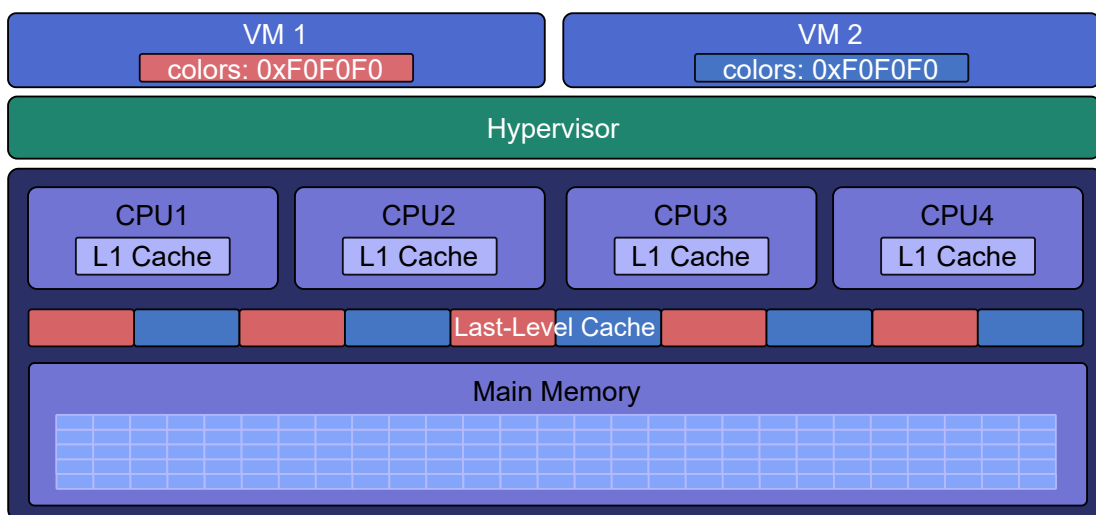 VM 1
colors: 0xF0F0F0
VM 2
colors: 0xF0F0F0
Hypervisor
CPU1
L1 Cache
CPU2
L1 Cache
CPU3
L1 Cache
CPU4
L1 Cache
Last-Level Cache
Main Memory